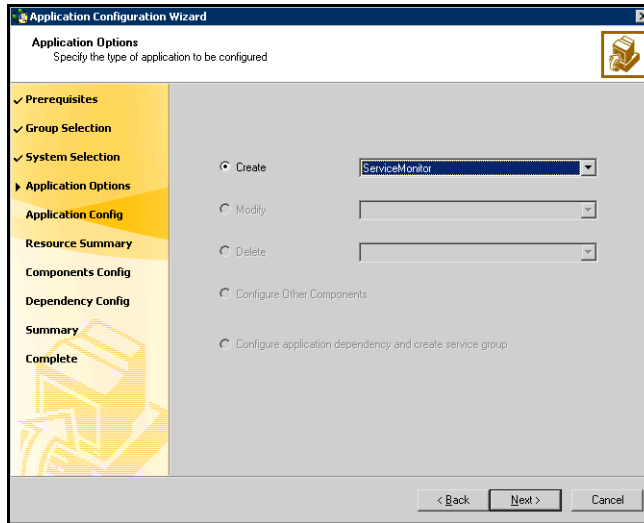 Application Configuration Wizard
Application Options
Specify the type of application to be configured
Prerequisites
Group Selection
System Selection
Application Options
Application Config
Resource Summary
Components Config
Dependency Config
Summary
Complete
Create
ServiceMonitor
Modify
Delete
Configure Other Components
Configure application dependency and create service group
< Back
Next >
Cancel